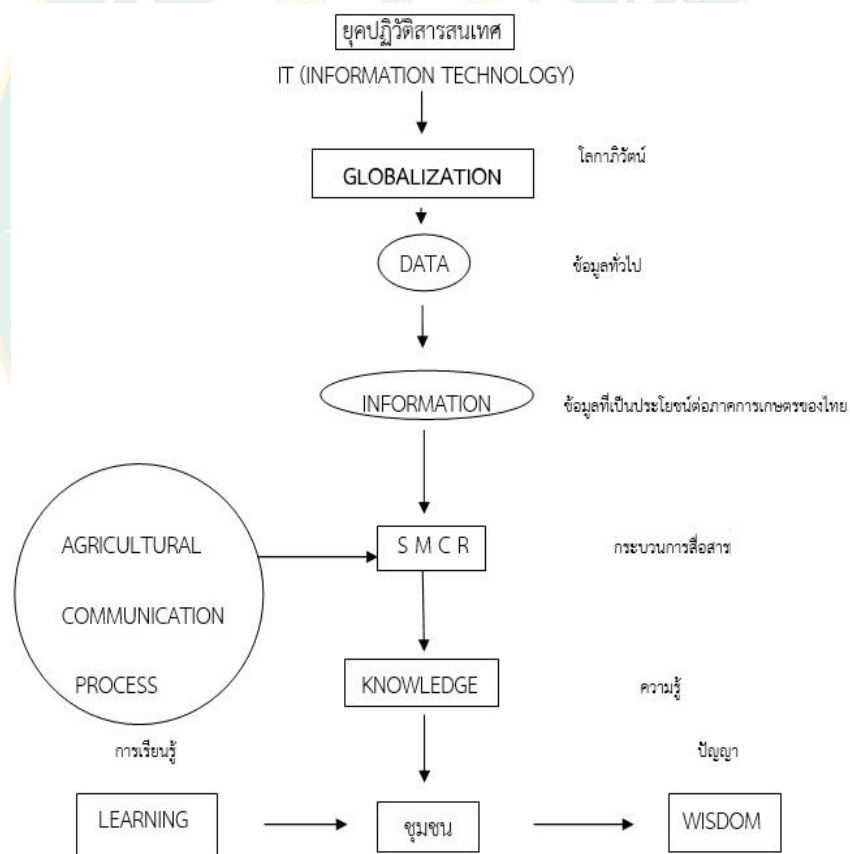 ยุคปฏิวัติสารสนเทศ
IT (INFORMATION TECHNOLOGY)
GLOBALIZATION
โลกาภิวัตน์
DATA
ข้อมูลทั่วไป
INFORMATION
ข้อมูลที่เป็นประโยชน์ต่อภาคการเกษตรของไทย
AGRICULTURAL
COMMUNICATION
PROCESS
S M C R
กระบวนการสื่อสาร
KNOWLEDGE
ความรู้
การเรียนรู้
ปัญญา
LEARNING
ชุมชน
WISDOM